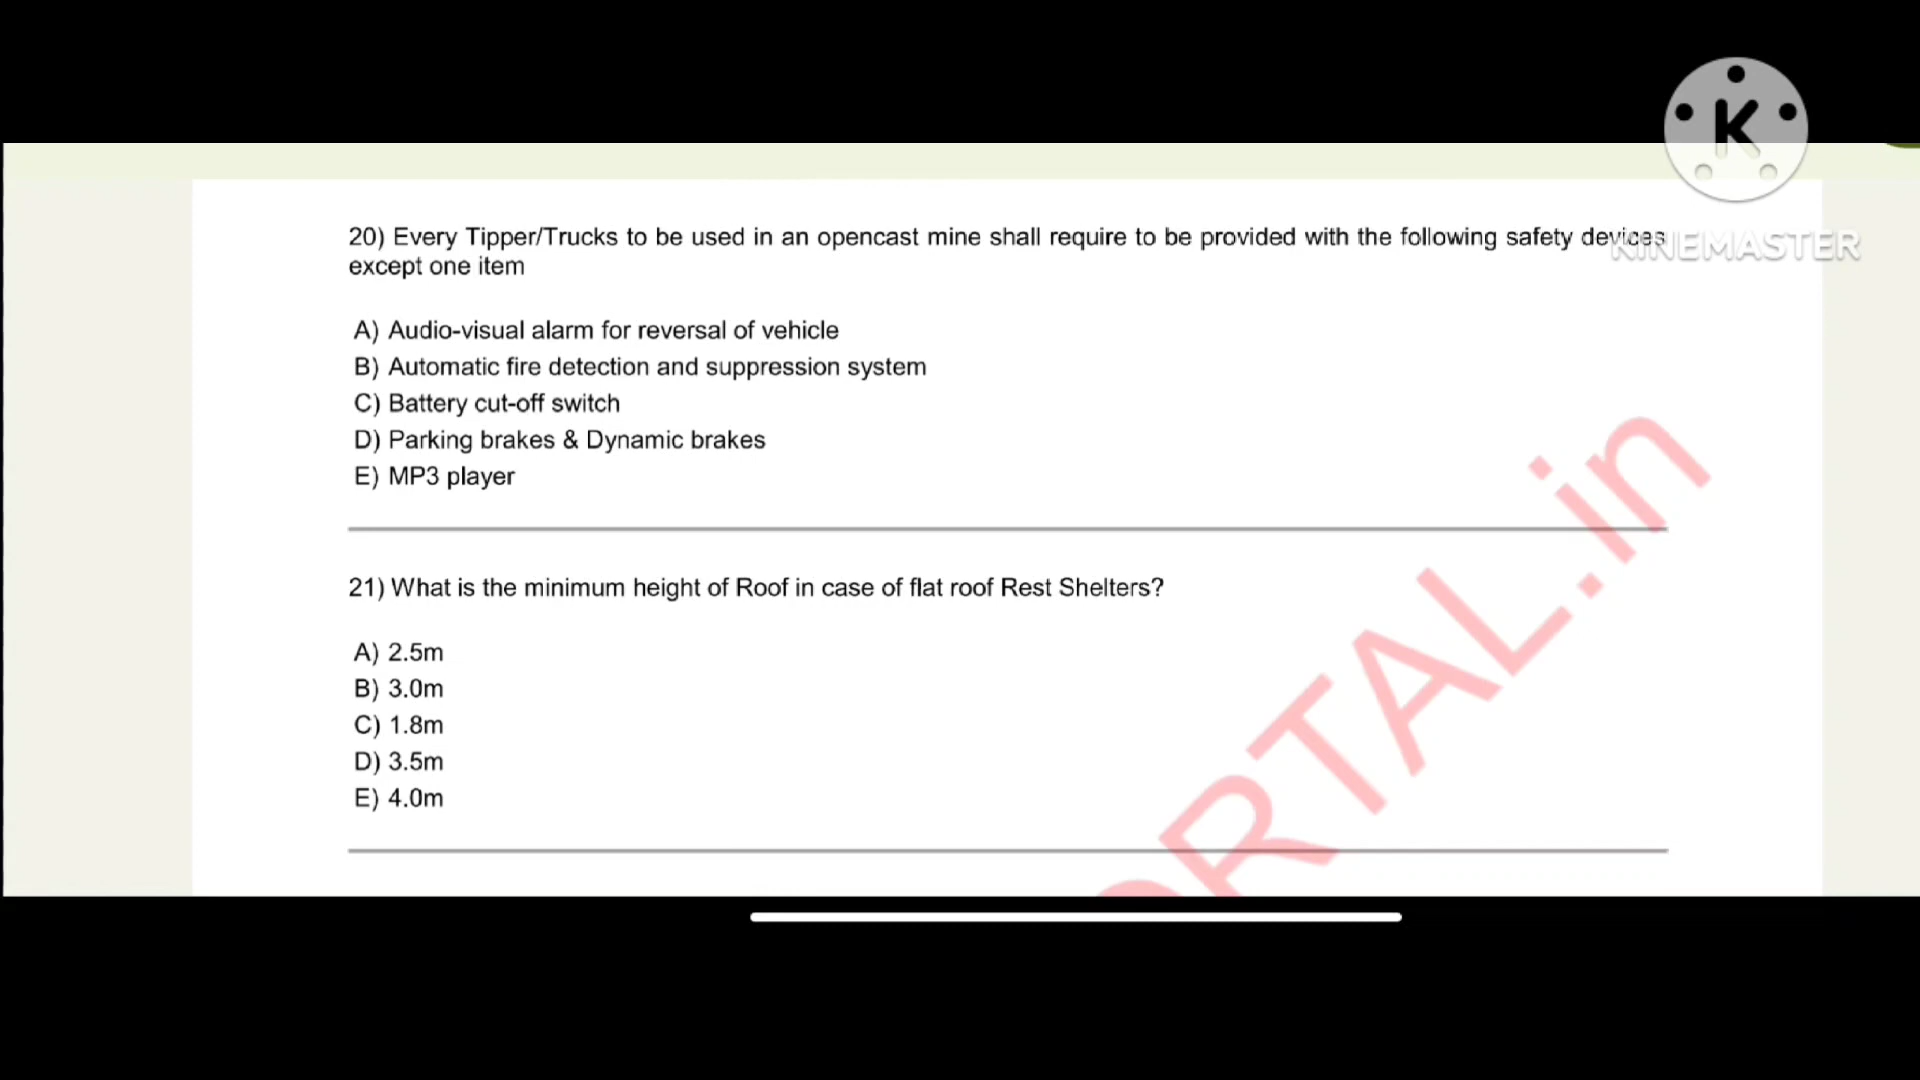 K
KINEMASTER
20) Every Tipper/Trucks to be used in an opencast mine shall require to be provided with the following safety devices
except one item
A) Audio-visual alarm for reversal of vehicle
B) Automatic fire detection and suppression system
C) Battery cut-off switch
D) Parking brakes & Dynamic brakes
E) MP3 player
21) What is the minimum height of Roof in case of flat roof Rest Shelters?
A) 2.5m
B) 3.0m
C) 1.8m
D) 3.5m
E) 4.0m
ORTAL.in